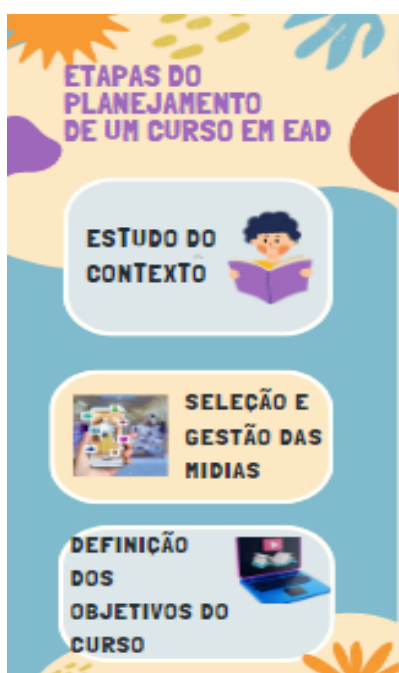 ETAPAS DO
PLANEJAMENTO
DE UM CURSO EM EAD
ESTUDO DO
CONTEXTO
SELEÇÃO E
GESTÃO DAS
MIDIAS
DEFINIÇÃO
DOS
OBJETIVOS DO
CURSO